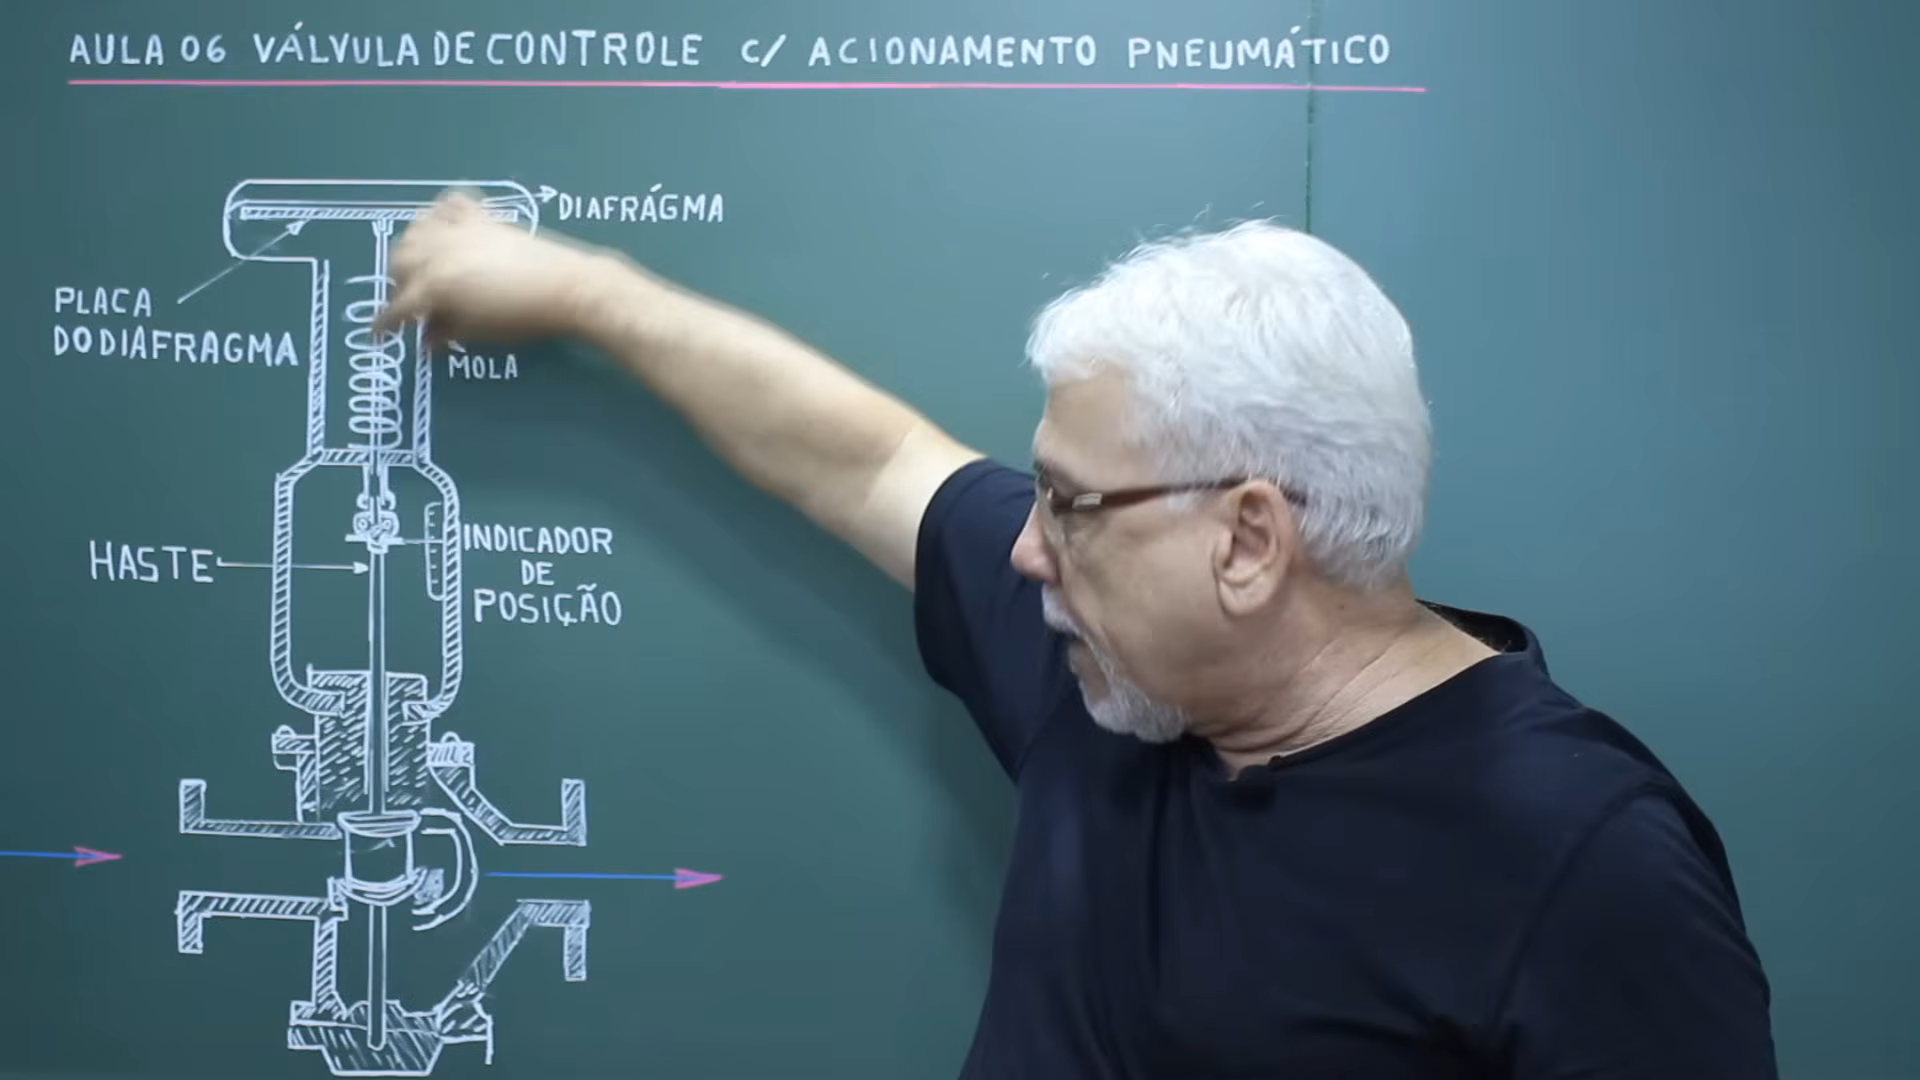 AULA 06 VÁLVULA DE CONTROLE C/ ACIONAMENTO PNEUMÁTICO
DIAFRÁGMA
PLACA
DO DIAFRAGMA
MOLA
HASTE
INDICADOR
DE
POSIÇÃO